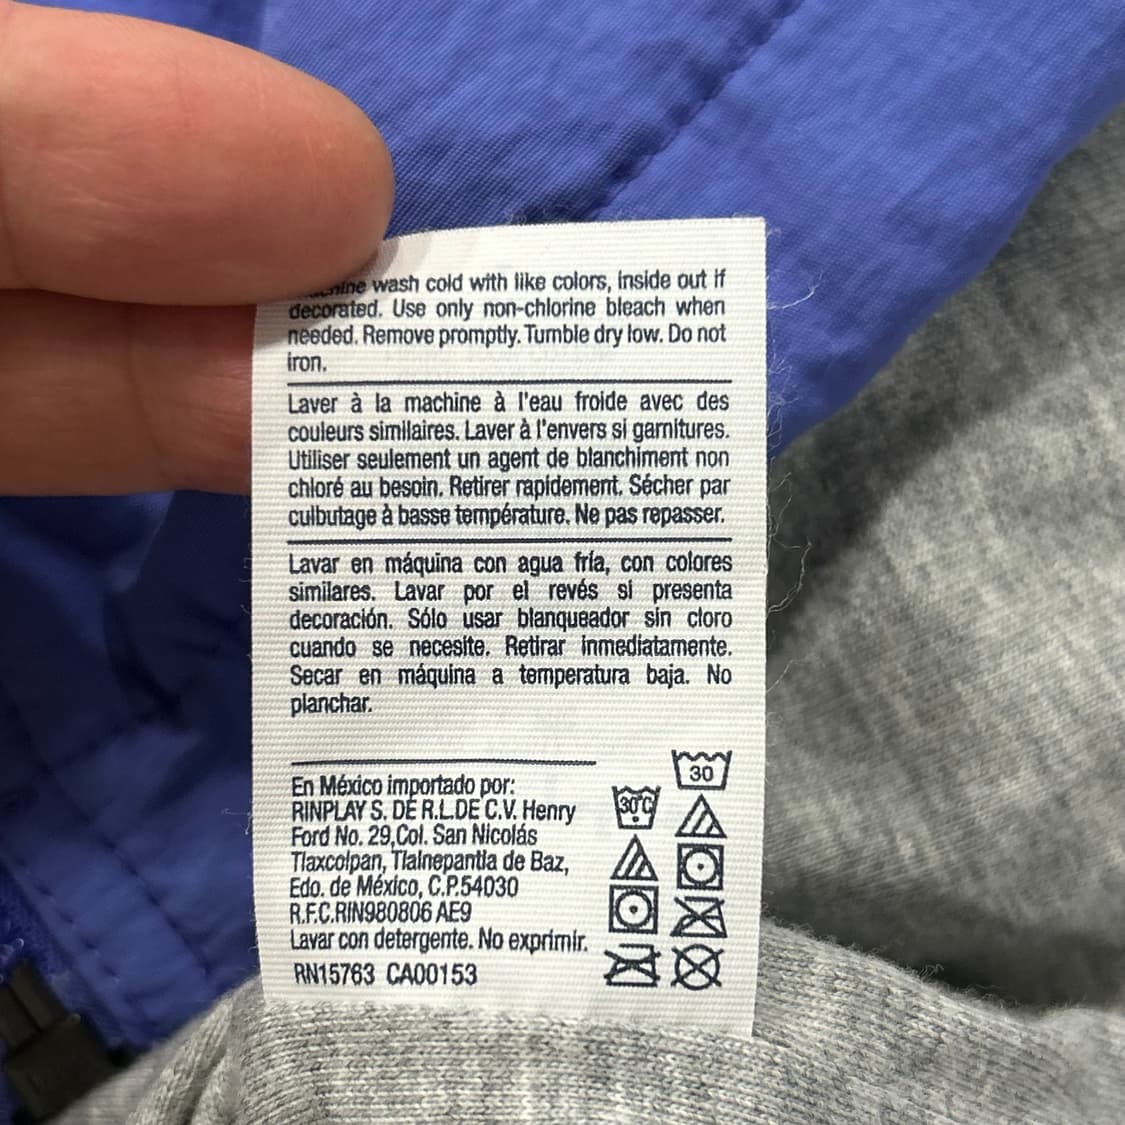 wash cold with like colors, inside out if
decorated. Use only non-chlorine bleach when
needed. Remove promptly. Tumble dry low. Do not
iron.
Laver à la machine à l'eau froide avec des
couleurs similaires. Laver à l'envers si garnitures.
Utiliser seulement un agent de blanchiment non
chloré au besoin. Retirer rapidement. Sécher par
culbutage à basse température. Ne pas repasser.
Lavar en máquina con agua fría, con colores
similares. Lavar por el revés si presenta
decoración. Sólo usar blanqueador sin cloro
cuando se necesite. Retirar inmediatamente.
Secar en máquina a temperatura baja. No
planchar.
En México importado por:
RINPLAY S. DE R.L.DE C.V. Henry
Ford No. 29,Col. San Nicolás
Tlaxcolpan, Tlalnepantla de Baz,
Edo. de México, C.P.54030
R.F.C.RIN980806 AE9
Lavar con detergente. No exprimir.
RN15763 CA00153
30
30°C